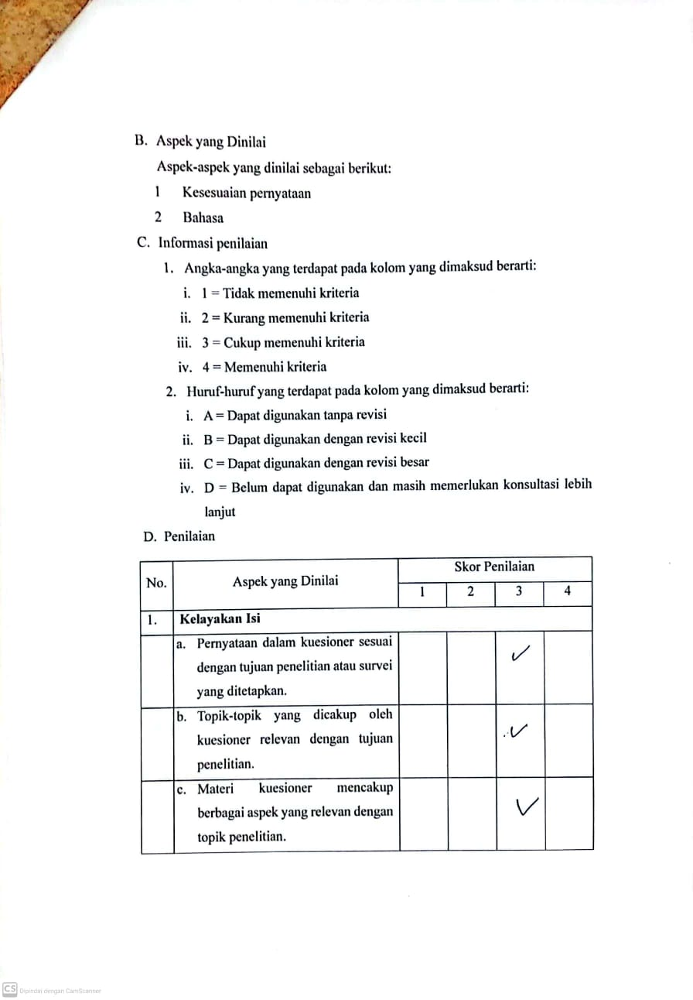 B. Aspek yang Dinilai
Aspek-aspek yang dinilai sebagai berikut:
1 Kesesuaian pernyataan
2 Bahasa
C. Informasi penilaian
1. Angka-angka yang terdapat pada kolom yang dimaksud berarti:
i. 1 = Tidak memenuhi kriteria
ii. 2 = Kurang memenuhi kriteria
iii. 3 = Cukup memenuhi kriteria
iv. 4 = Memenuhi kriteria
2. Huruf-huruf yang terdapat pada kolom yang dimaksud berarti:
i. A = Dapat digunakan tanpa revisi
ii. B = Dapat digunakan dengan revisi kecil
iii. C = Dapat digunakan dengan revisi besar
iv. D = Belum dapat digunakan dan masih memerlukan konsultasi lebih
lanjut
D. Penilaian
No. Aspek yang Dinilai Skor Penilaian
1 2 3 4
1. Kelayakan Isi
a. Pernyataan dalam kuesioner sesuai ✓
dengan tujuan penelitian atau survei
yang ditetapkan.
b. Topik-topik yang dicakup oleh ✓
kuesioner relevan dengan tujuan
penelitian.
c. Materi kuesioner mencakup ✓
berbagai aspek yang relevan dengan
topik penelitian.
CS Dipindai dengan CamScanner